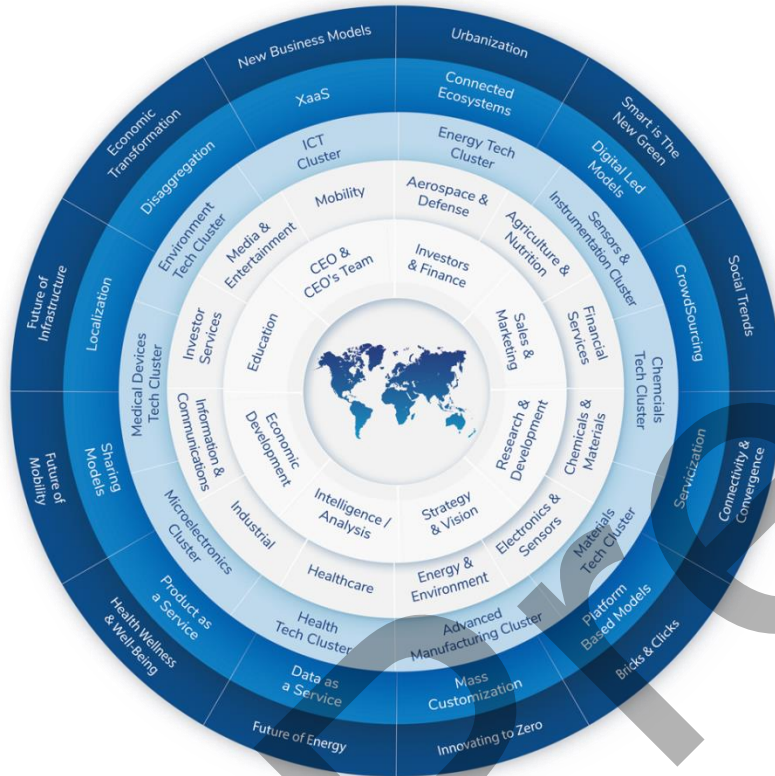 New Business Models
Urbanization
Smart is The
New Green
Social Trends
Connectivity &
Convergence
Bricks & Clicks
Innovating to Zero
Future of Energy
Health Wellness
& Well-Being
Future of
Mobility
Future of
Infrastructure
Economic
Transformation
XaaS
Connected
Ecosystems
Digital Led
Models
CrowdSourcing
Servicization
Platform
Based Models
Mass
Customization
Data as
a Service
Product as
a Service
Sharing
Models
Localization
Disaggregation
ICT
Cluster
Energy Tech
Cluster
Sensors &
Instrumentation Cluster
Chemcials
Tech Cluster
Materials
Tech Cluster
Advanced
Manufacturing Cluster
Health
Tech Cluster
Microelectronics
Cluster
Medical Devices
Tech Cluster
Environment
Tech Cluster
Mobility
Aerospace &
Defense
Agriculture &
Nutrition
Financial
Services
Chemicals &
Materials
Electronics &
Sensors
Energy &
Environment
Healthcare
Industrial
Information &
Communications
Investor
Services
Media &
Entertainment
CEO &
CEO's Team
Investors
& Finance
Sales &
Marketing
Research &
Development
Strategy
& Vision
Intelligence /
Analysis
Economic
Development
Education